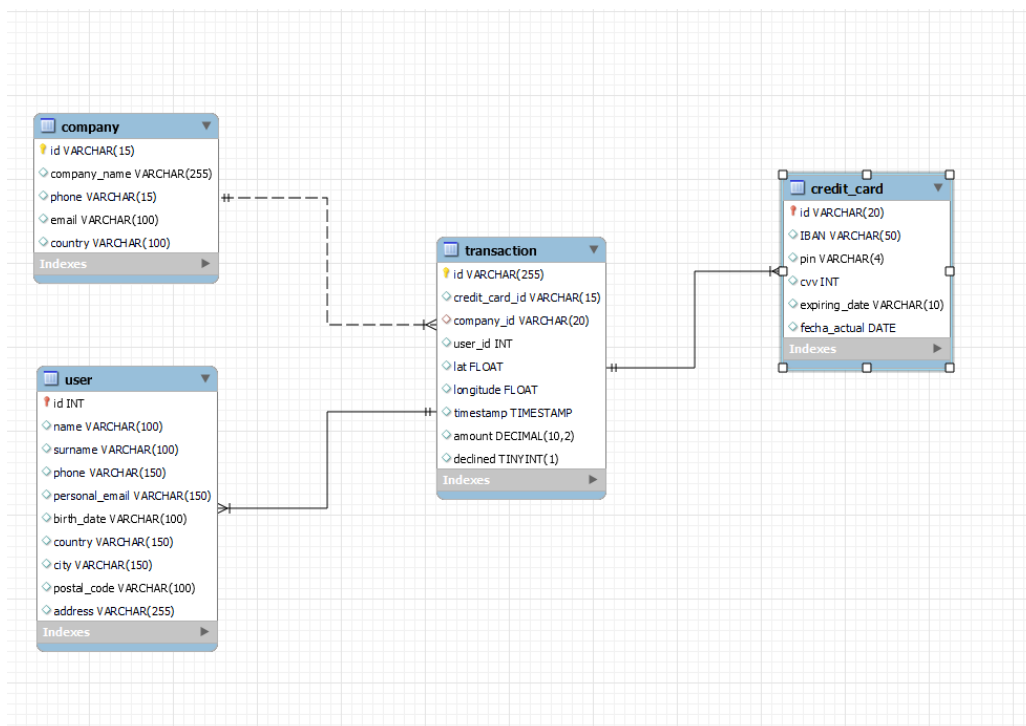 company
id VARCHAR(15)
company_name VARCHAR(255)
phone VARCHAR(15)
email VARCHAR(100)
country VARCHAR(100)
Indexes
user
id INT
name VARCHAR(100)
surname VARCHAR(100)
phone VARCHAR(150)
personal_email VARCHAR(150)
birth_date VARCHAR(100)
country VARCHAR(150)
city VARCHAR(150)
postal_code VARCHAR(100)
address VARCHAR(255)
Indexes
transaction
id VARCHAR(255)
credit_card_id VARCHAR(15)
company_id VARCHAR(20)
user_id INT
lat FLOAT
longitude FLOAT
timestamp TIMESTAMP
amount DECIMAL(10,2)
declined TINYINT(1)
Indexes
credit_card
id VARCHAR(20)
IBAN VARCHAR(50)
pin VARCHAR(4)
cvv INT
expiring_date VARCHAR(10)
fecha_actual DATE
Indexes